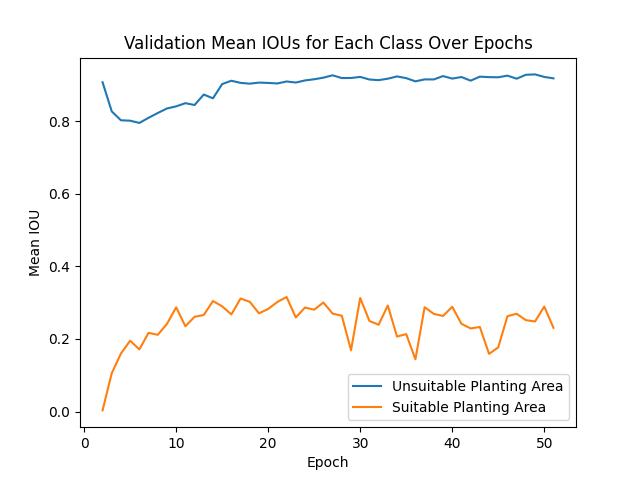 Validation Mean IOUs for Each Class Over Epochs
Mean IOU
0.8
0.6
0.4
0.2
0.0
Unsuitable Planting Area
Suitable Planting Area
0 10 20 30 40 50
Epoch